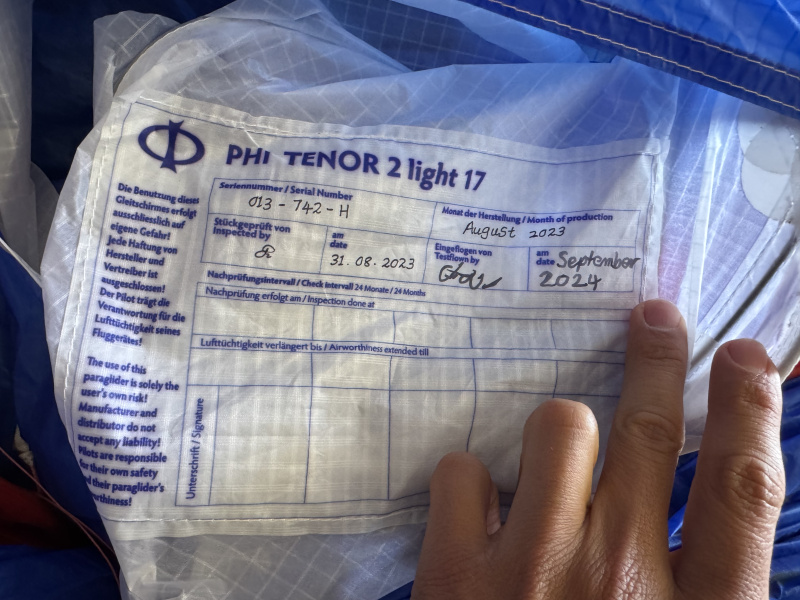 PHI TENOR 2 light 17
Die Benutzung dieses
Gleitschirmes erfolgt
ausschliesslich auf
eigene Gefahr!
Jede Haftung von
Hersteller und
Vertreiber ist
ausgeschlossen!
Der Pilot trägt die
Verantwortung für die
Lufttüchtigkeit seines
Fluggerätes!
The use of this
paraglider is solely the
user's own risk!
Manufacturer and
distributor do not
accept any liability!
Pilots are responsible
for their own safety
their paraglider's
Seriennummer / Serial Number
013 - 742 - H
Monat der Herstellung / Month of production
August 2023
Stückgeprüft von
Inspected by
am
date
31.08.2023
Eingeflogen von
Testflown by
am
date September
2024
Nachprüfungsintervall / Check intervall 24 Monate / 24 Months
Nachprüfung erfolgt am / Inspection done at
Lufttüchtigkeit verlängert bis / Airworthiness extended till
Unterschrift / Signature